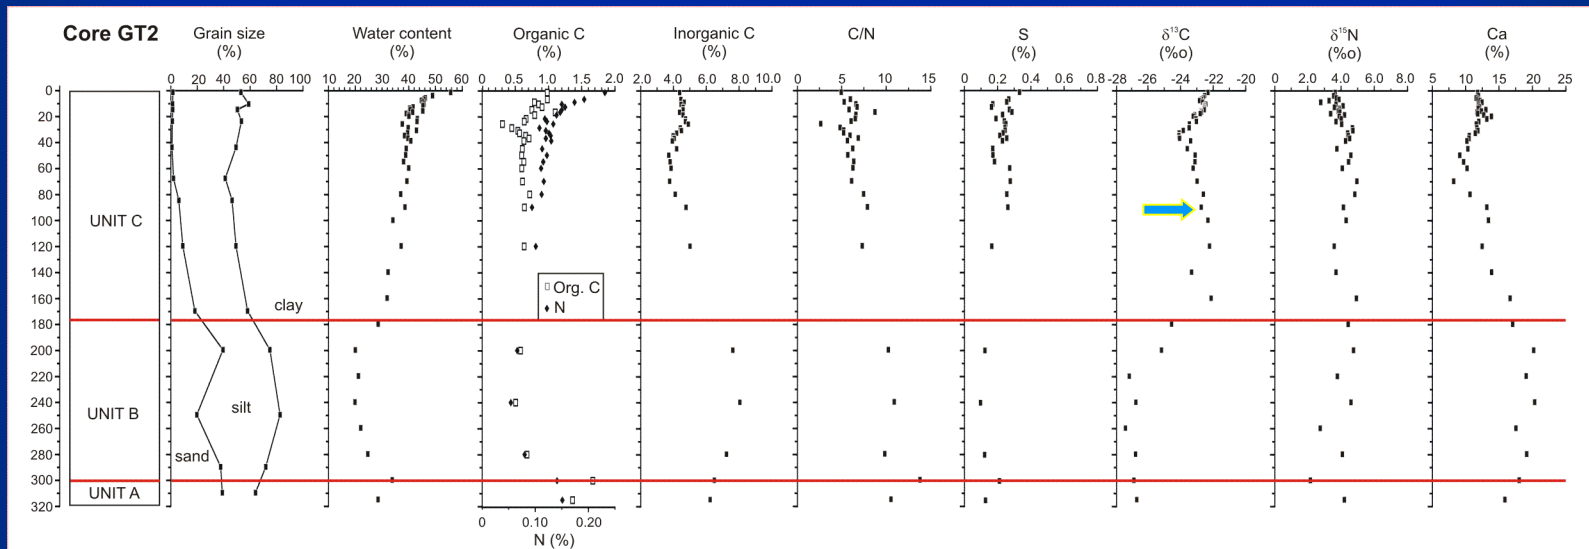 Core GT2
Grain size
(%)
Water content
(%)
Organic C
(%)
Inorganic C
(%)
C/N
S
(%)
δ¹³C
(%o)
δ¹⁵N
(%o)
Ca
(%)
0 20 40 60 80 100
10 20 30 40 50 60
0 0.5 1.0 1.5 2.0
2.0 4.0 6.0 8.0 10.0
0 5 10 15
0 0.2 0.4 0.6 0.8
-28 -26 -24 -22 -20
0 2.0 4.0 6.0 8.0
5 10 15 20 25
0
20
40
60
80
100
120
140
160
180
200
220
240
260
280
300
320
UNIT C
UNIT B
UNIT A
clay
silt
sand
Org. C
N
0 0.10 0.20
N (%)